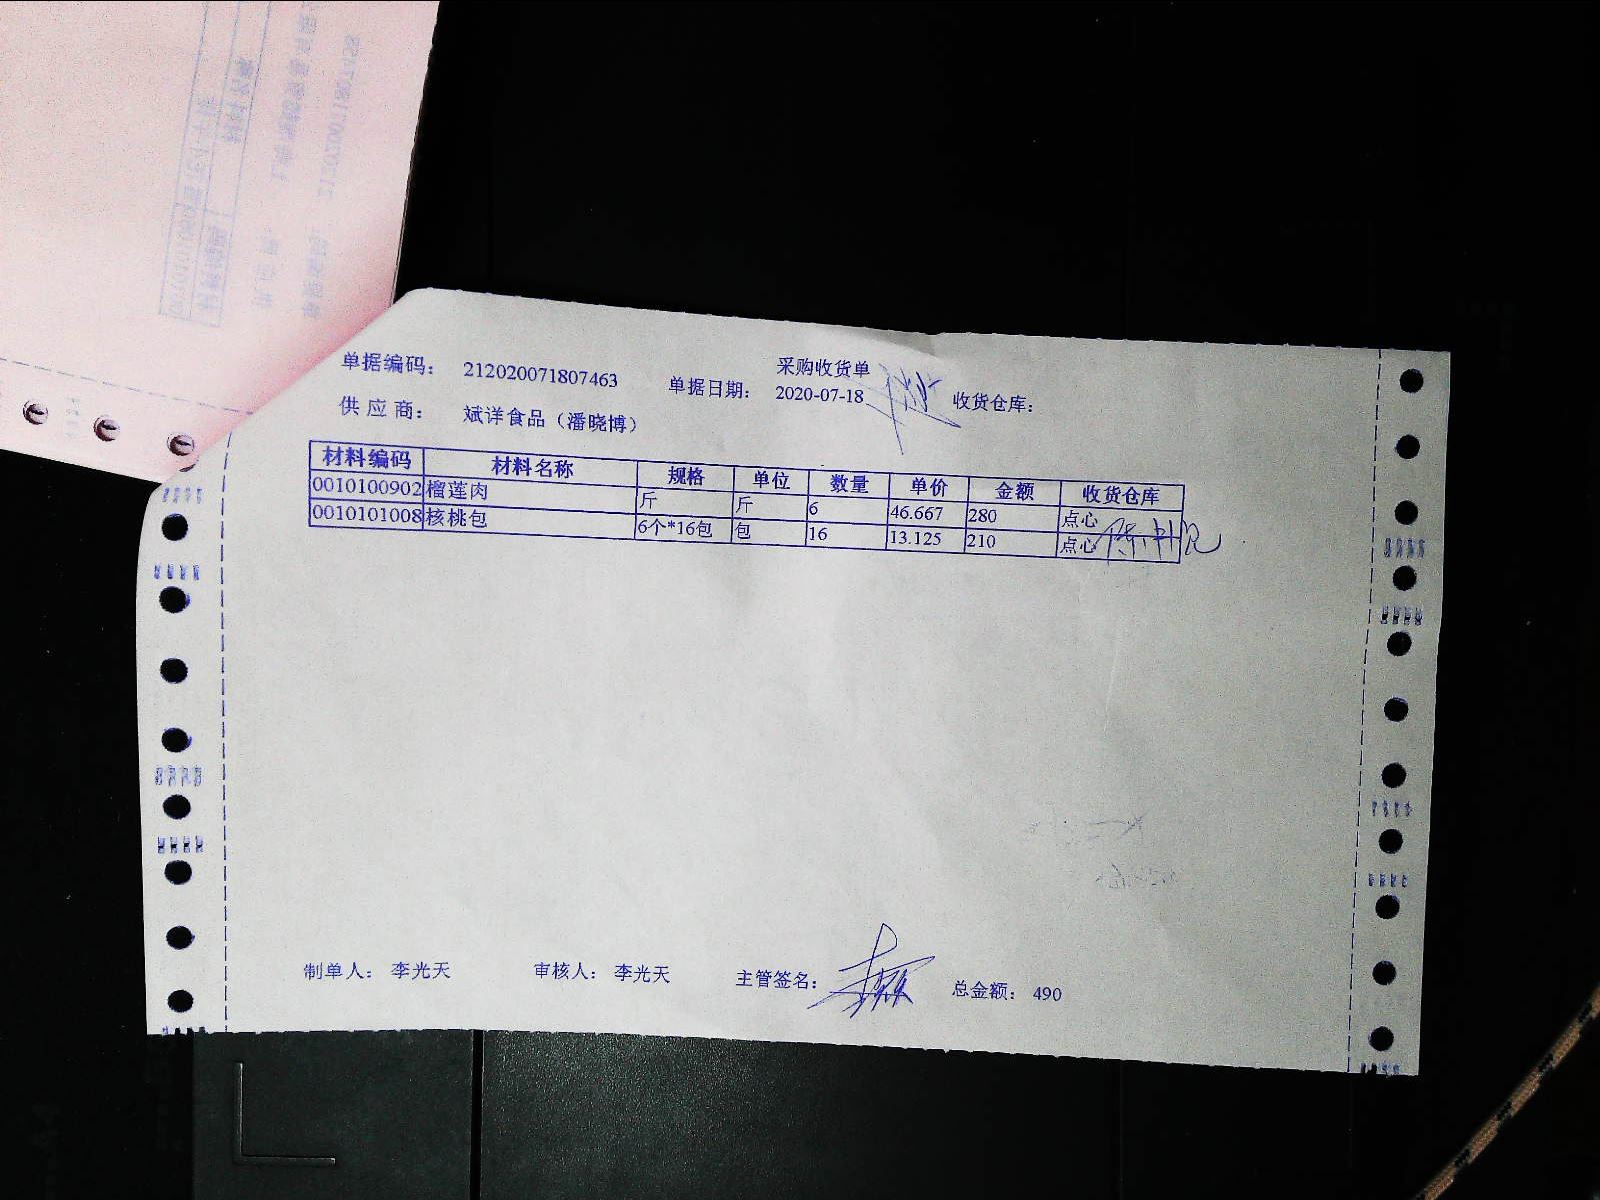 采购收货单
单据编码： 212020071807463 单据日期： 2020-07-18 收货仓库：
供 应 商： 斌详食品（潘晓博）
材料编码 材料名称 规格 单位 数量 单价 金额 收货仓库
0010100902 榴莲肉 斤 斤 6 46.667 280 点心
0010101008 核桃包 6个*16包 包 16 13.125 210 点心
制单人： 李光天 审核人： 李光天 主管签名： 总金额： 490